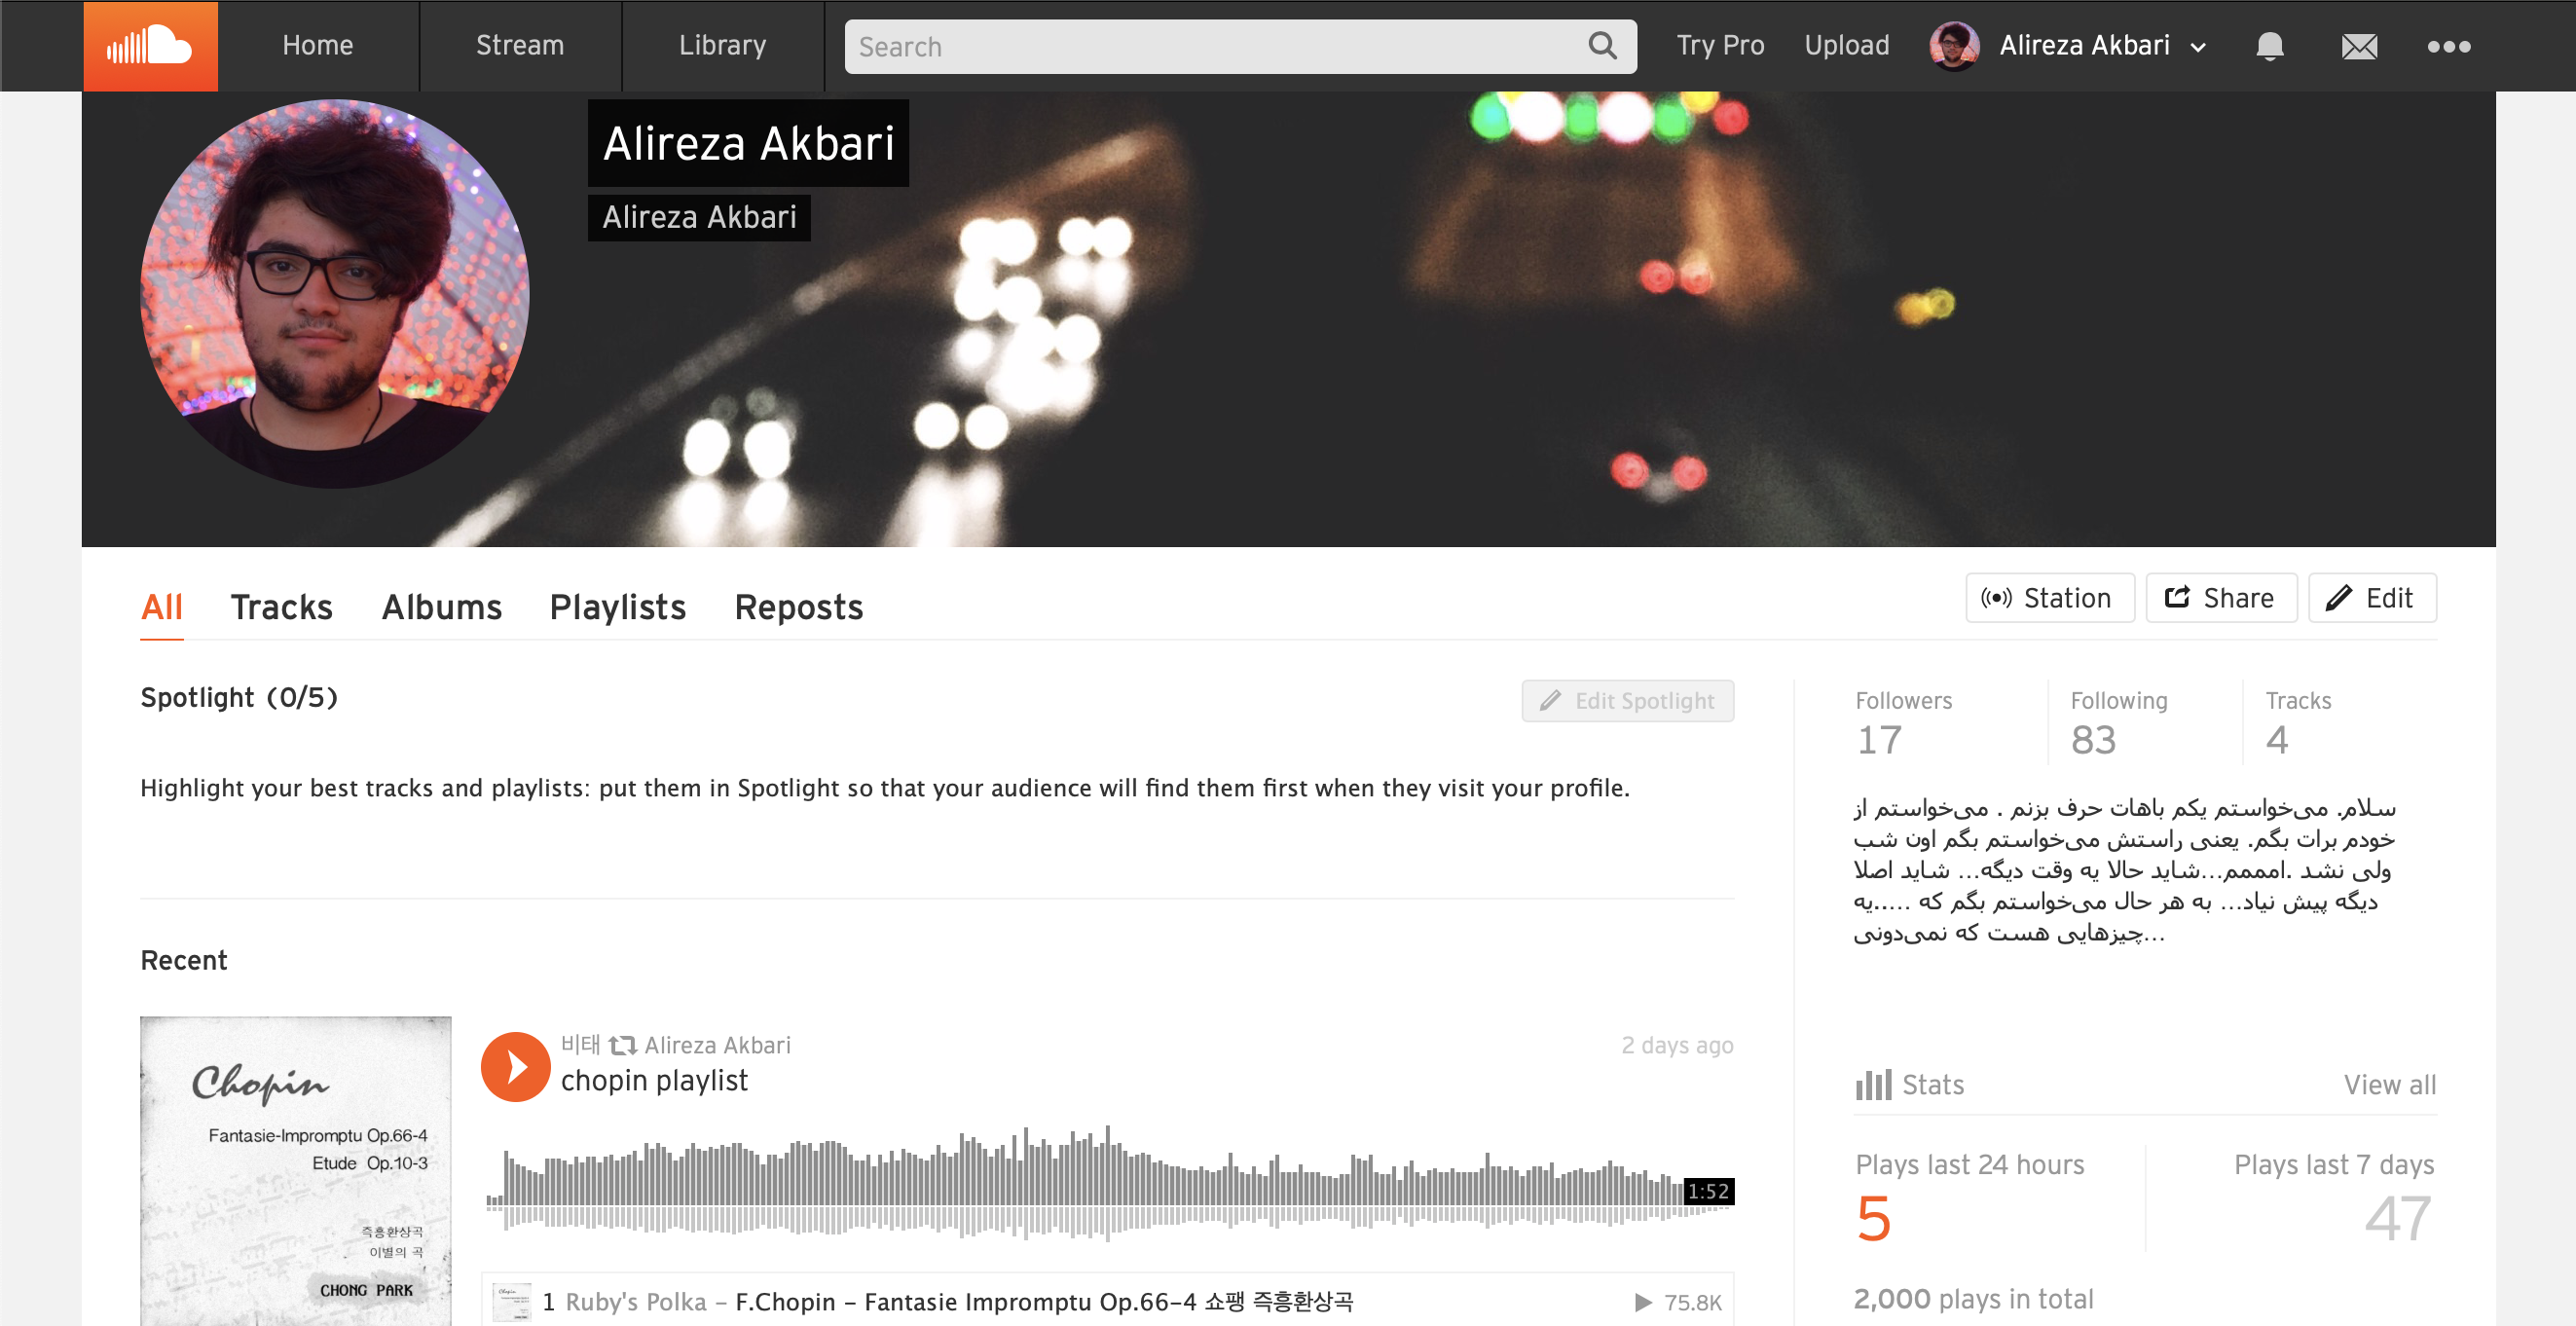 Home
Stream
Library
Search
Try Pro
Upload
Alireza Akbari
Alireza Akbari
Alireza Akbari
All
Tracks
Albums
Playlists
Reposts
Station
Share
Edit
Spotlight (0/5)
Edit Spotlight
Highlight your best tracks and playlists: put them in Spotlight so that your audience will find them first when they visit your profile.
Recent
Chopin
Fantasie-Impromptu Op.66-4
Etude Op.10-3
즉흥환상곡
이별의 곡
CHONG PARK
비태 Alireza Akbari
2 days ago
chopin playlist
1:52
1 Ruby's Polka – F.Chopin – Fantasie Impromptu Op.66–4 쇼팽 즉흥환상곡
75.8K
Followers
17
Following
83
Tracks
4
سلام. می‌خواستم یکم باهات حرف بزنم . می‌خواستم از
خودم برات بگم. یعنی راستش می‌خواستم بگم اون شب
ولی نشد .امممم...شاید حالا یه وقت دیگه... شاید اصلا
دیگه پیش نیاد... به هر حال می‌خواستم بگم که .....یه
چیزهایی هست که نمی‌دونی...
Stats
View all
Plays last 24 hours
5
Plays last 7 days
47
2,000 plays in total